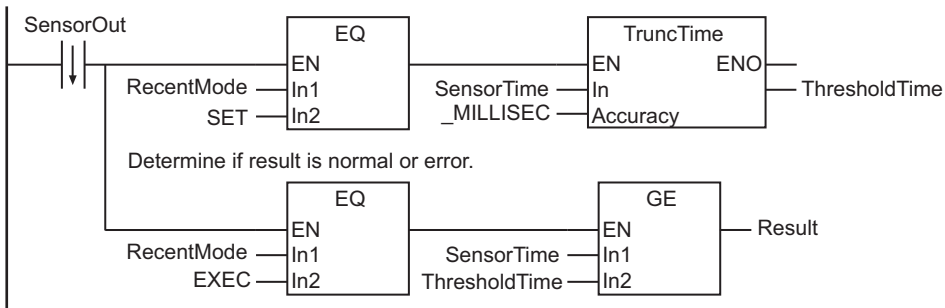 SensorOut
EQ
EN
RecentMode In1
SET In2
TruncTime
EN ENO
SensorTime In ThresholdTime
_MILLISEC Accuracy
Determine if result is normal or error.
EQ
EN
RecentMode In1
EXEC In2
GE
EN Result
SensorTime In1
ThresholdTime In2